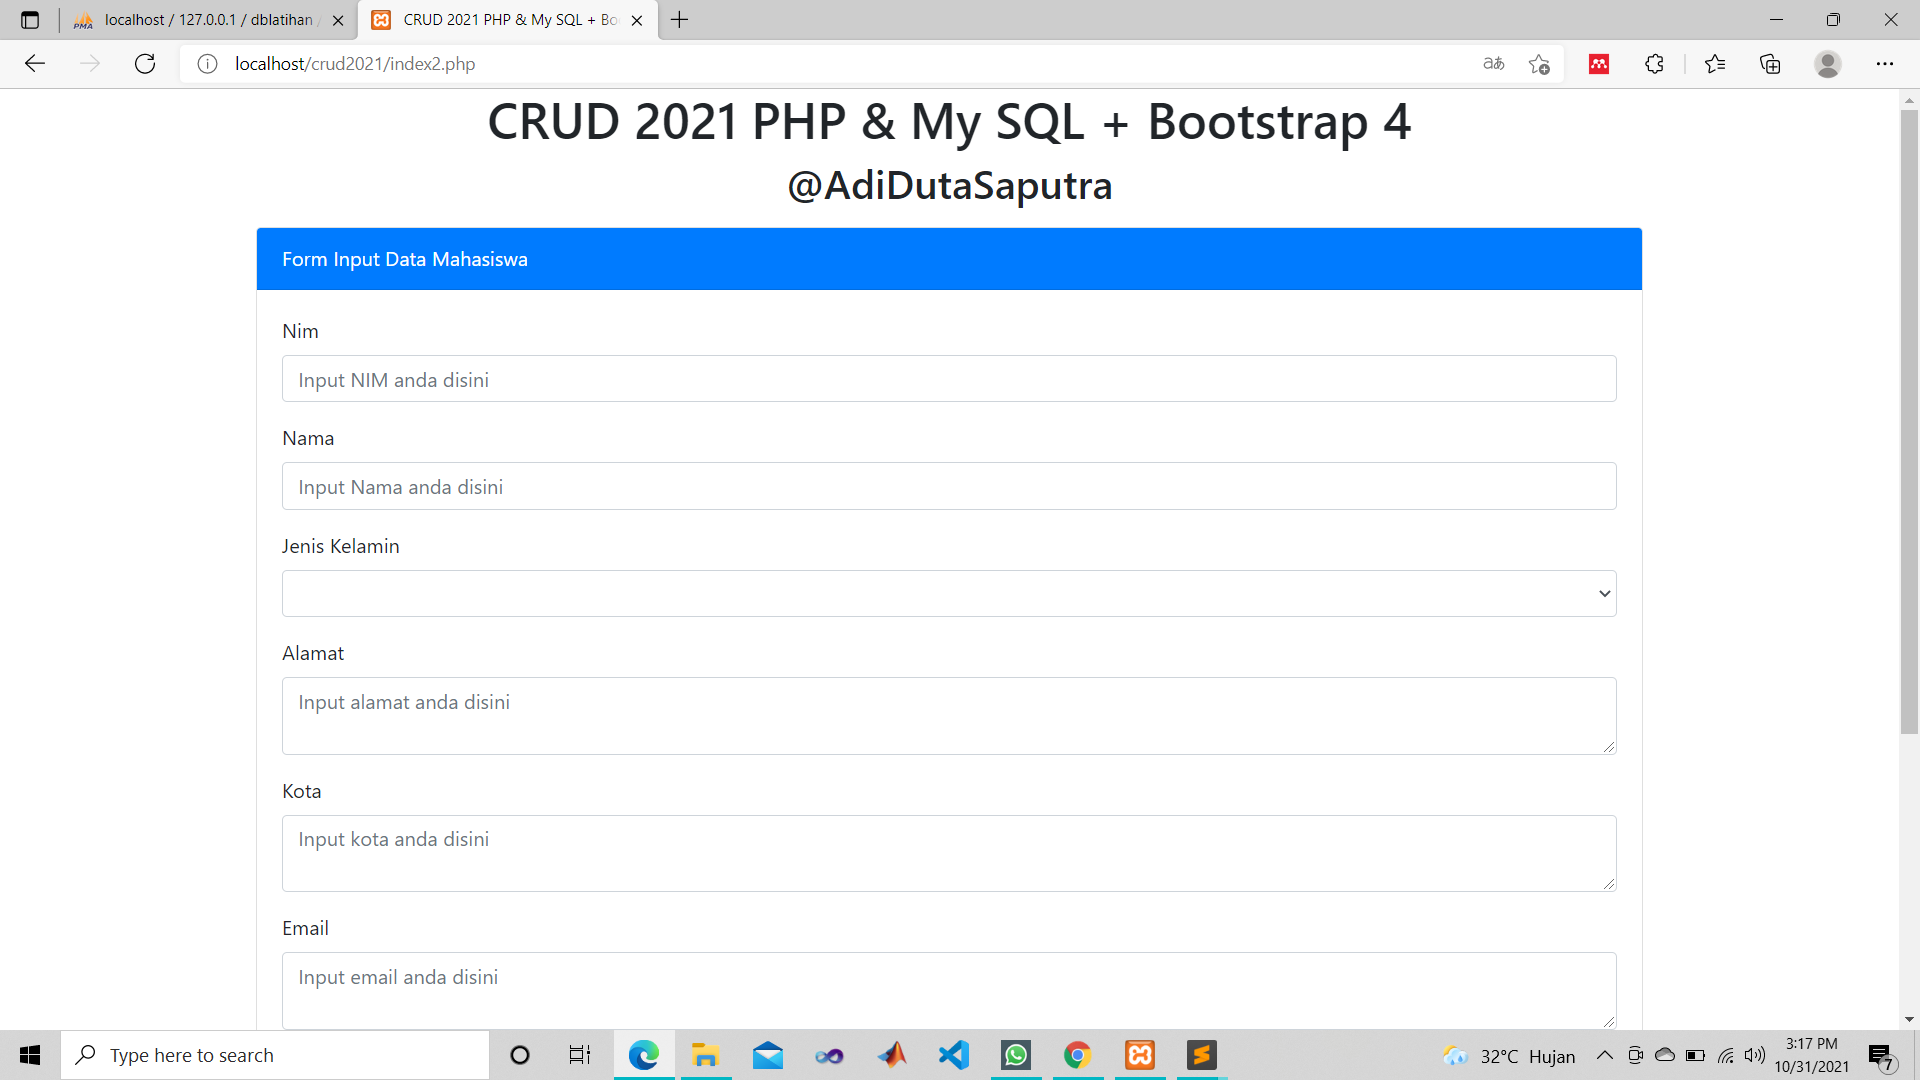 localhost / 127.0.0.1 / dblatihan /
CRUD 2021 PHP & My SQL + Bo
localhost/crud2021/index2.php
CRUD 2021 PHP & My SQL + Bootstrap 4
@AdiDutaSaputra
Form Input Data Mahasiswa
Nim
Input NIM anda disini
Nama
Input Nama anda disini
Jenis Kelamin
Alamat
Input alamat anda disini
Kota
Input kota anda disini
Email
Input email anda disini
Type here to search
32°C Hujan
3:17 PM
10/31/2021
7